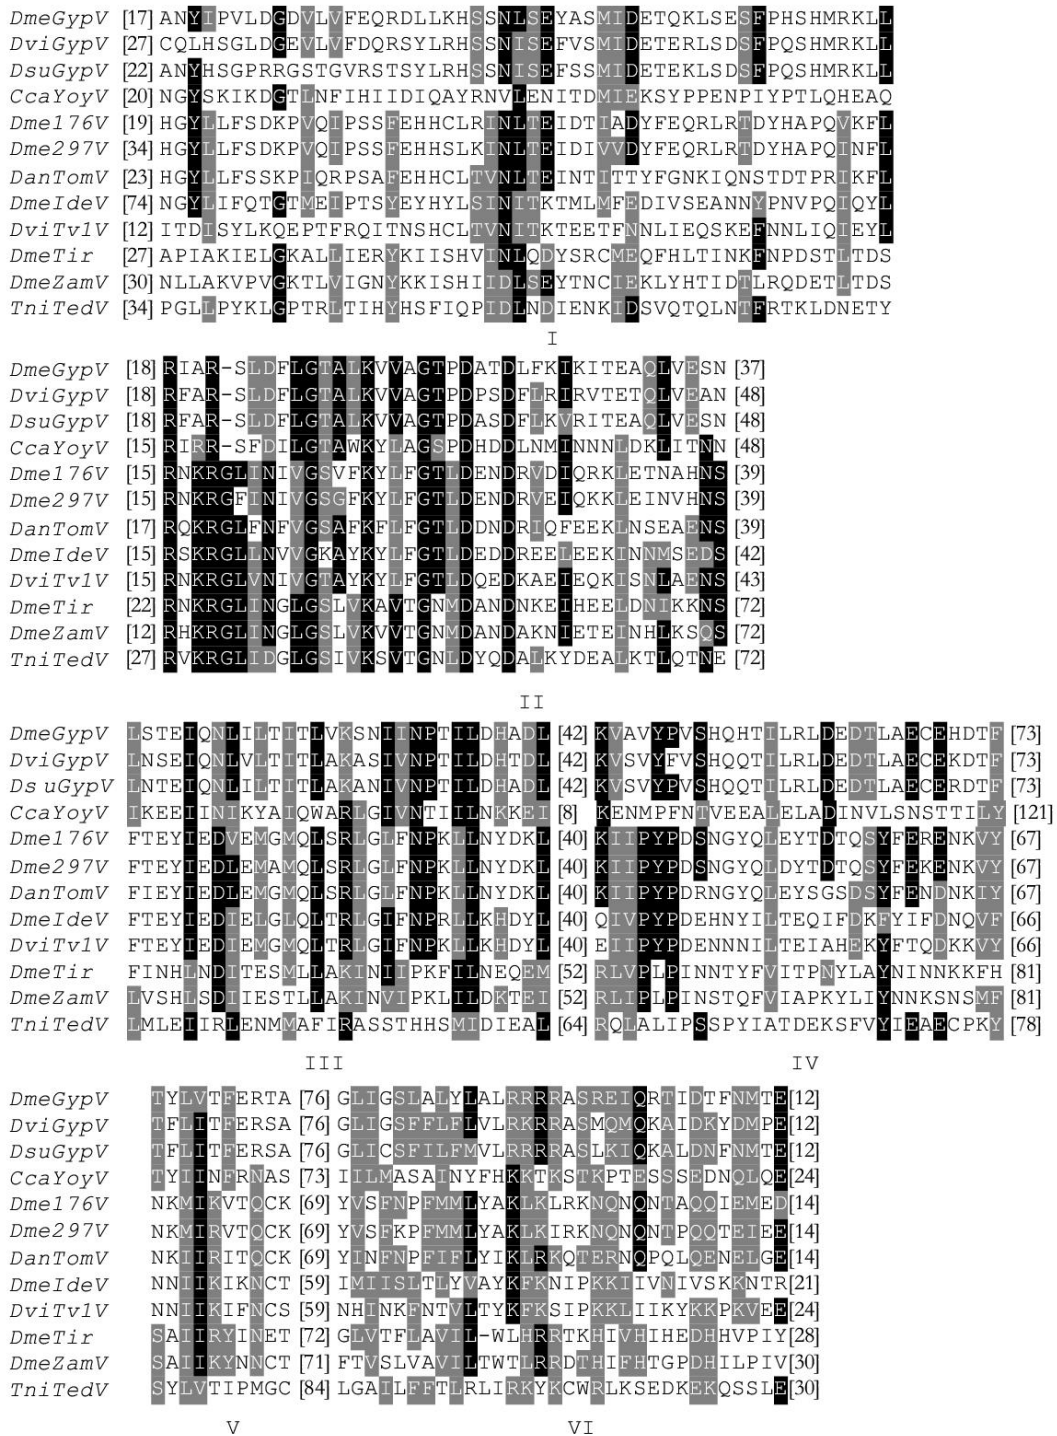 DmeGypV [17] ANYIPVLDGDVLVFEQRDLLKHSSNLSEYASMIDETQKLSEFPHSHMRKLL
DviGypV [27] CQLHSGLDGEVLVFDQRSYLRHSSNISEFVSMIDETERLSDSFPQSHMRKLL
DsuGypV [22] ANYHSGPRRGSTGVRSTSYLRHSSNISEFSSMIDETEKLSDSFPQSHMRKLL
CcaYoyV [20] NGYSKIKDGTLNFIHIIDIQAYRNVLENITDMIEKSYPPENPIYPTLQHEAQ
Dme176V [19] HGYLLFSDKPVQIPSSFEHHCLRINLTEIDTIADYFEQRLRTDYHAPQVKFL
Dme297V [34] HGYLLFSDKPVQIPSSFEHHSLKINLTEIDIVVDYFEQRLRTDYHAPQINFL
DanTomV [23] HGYLLFSSKPIQRPSAFEHHCLTVNLTEINTITTYFGNKIQNSTDTPRIKFL
DmeIdeV [74] NGYLIFQTGTMEIPTSYEYHYLSINITKTMLMFEDIVSEANNYPNVPQIQYL
DviTv1V [12] ITDISYLKQEPTFRQITNSHCLTVNITKTEETFNNLIEQSKEFNNLIQIEYL
DmeTir [27] APIAKIELGKALLIERYKIISHVINLQDYSRCMEQFHLTINKFNPDSTLTDS
DmeZamV [30] NLLAKVPVGKTLVIGNYKKISHIIDLSEYTNCIEKLYHTIDTLRQDETLTDS
TniTedV [34] PGLLPYKLGPTRLTIHYHSFIQPIDLNDIENKIDSVQTQLNTFRTKLDNETY
I
DmeGypV [18] RIAR-SLDFLGTALKVVAGTPDATDLFKIKITEAQLVESN [37]
DviGypV [18] RFAR-SLDFLGTALKVVAGTPDPSDFLRIRVTETQLVEAN [48]
DsuGypV [18] RFAR-SLDFLGTALKVVAGTPDASDFLKVRITESQLVESN [48]
CcaYoyV [15] RIRR-SFDILGTAWKYLAGSPDHDDLNMINNNLDKLITNN [48]
Dme176V [15] RNKRGLINIVGSVFKYLFGTLDENDRVDIQRKLETNAHNS [39]
Dme297V [15] RNKRGFINIVGSGFKYLFGTLDENDRVEIQKKLEINVHNS [39]
DanTomV [17] RQKRGLFNFVGSAFKFLFGTLDDNDRIQFEEKLNSEAENS [39]
DmeIdeV [15] RSKRGLLNVVGKAYKYLFGTLDEDDREELEEKINNMSEDS [42]
DviTv1V [15] RNKRGLVNIVGTAYKYLFGTLDQEDKAEIEQKISNLAENS [43]
DmeTir [22] RNKRGLINGLGSLVKAVTGNMDANDNKEIHEELDNIKKNS [72]
DmeZamV [12] RHKRGLINGLGSLVKVVTGNMDANDAKNIETEINHLKSQS [72]
TniTedV [27] RVKRGLIDGLGSIVKSVTGNLDYQDALKYDEALKTLQTNE [72]
II
DmeGypV LSTEIQNLILTITLVKSNIINPTILDHADL [42] KVAVYPVSHQHTILRLDEDTLAECEHDTF [73]
DviGypV LNSEIQNLVLTITLAKASIVNPTILDHTDL [42] KVSVYFVSHQQTILRLDEDTLAECEKDTF [73]
DsuGypV LNTEIQNLILTITLAKANIVNPTILDHADL [42] KVSVYPVSHQQTILRLDEDTLAECERDTF [73]
CcaYoyV LKEEIINIKYAIQWARLGIVNTIILNKKEI [8] KENMPFNTVEEALELADINVLSNSTTILY [121]
Dme176V FTEYIEDVEMGMQLSRLGLFNPKLLNYDKL [40] KIIPYPDSNGYQLEYTDTQSYFERENKVY [67]
Dme297V FTEYIEDLEMAMQLSRLGLFNPKLLNYDKL [40] KIIPYPDSNGYQLDYTDTQSYFEKENKVY [67]
DanTomV FIEYIEDLEMGMQLSRLGLFNPKLLNYDKL [40] KIIPYPDRNGYQLEYSGSDSYFENDNKIY [67]
DmeIdeV FTEYIEDIELGLQLTRLGIFNPRLLKHDYL [40] QIVPYPDEHNYILTEQIFDKFYIFDNQVF [66]
DviTv1V FTEYIEDIEMGMQLTRLGIFNPKLLKHDYL [40] EIIPYPDENNNILTEIAHEKYFTQDKKVY [66]
DmeTir FINHLNDITESMLLAKINIIPKFILNEQEM [52] RLVPLPINNTYFVITPNYLAYNINNKKFH [81]
DmeZamV LVSHLSDIIESTLLAKINVIPKLILDKTEI [52] RLIPLPINSTQFVIAPKYLIYNNKSNSMF [81]
TniTedV LMLEIIRLENMMAFIRASSTHHSMIDIEAL [64] RQLALIPSSPYIATDEKSFVYIEAECPKY [78]
III IV
DmeGypV TYLVTFERTA [76] GLIGSLALYLALRRRRASREIQRTIDTFNMTE[12]
DviGypV TFLITFERSA [76] GLIGSFFLFLVLRKRRASMQMQKAIDKYDMPE[12]
DsuGypV TFLITFERSA [76] GLICSFILFMVLRRRRASLKIQKALDNFNMTE[12]
CcaYoyV TYIINFRNAS [73] IILMASAINYFHKKTKSTKPTESSSEDNQLQE[24]
Dme176V NKMIKVTQCK [69] YVSFNPFMMLYAKLKLRKNQNQNTAQQIEMED[14]
Dme297V NKMIRVTQCK [69] YVSFKPFMMLYAKLKIRKNQNQNTPQQTEIEE[14]
DanTomV NKIIRITQCK [69] YINFNPFIFLYIKLRKQTERNQPQLQENELGE[14]
DmeIdeV NNIIKIKNCT [59] IMIISLTLYVAYKFKNIPKKIIVNIVSKKNTR[21]
DviTv1V NNIIKIFNCS [59] NHINKFNTVLTYKFKSIPKKLIIKYKKPKVEE[24]
DmeTir SAIIRYINET [72] GLVTFLAVIL-WLHRRTKHIVHIHEDHHVPIY[28]
DmeZamV SAIIKYNNCT [71] FTVSLVAVILTWTLRRDTHIFHTGPDHILPIV[30]
TniTedV SYLVTIPMGC [84] LGAILFFTLRLIRKYKCWRLKSEDKEKQSSLE[30]
V VI